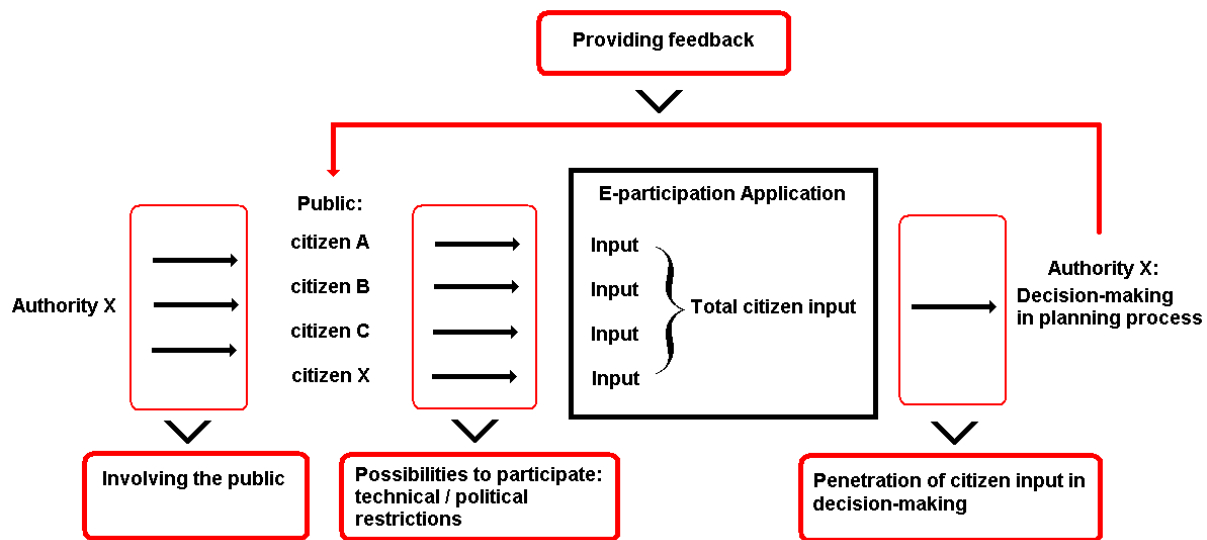 Providing feedback
E-participation Application
Public:
citizen A
citizen B
citizen C
citizen X
Authority X
Input
Input
Input
Input
Total citizen input
Authority X:
Decision-making
in planning process
Involving the public
Possibilities to participate:
technical / political
restrictions
Penetration of citizen input in
decision-making